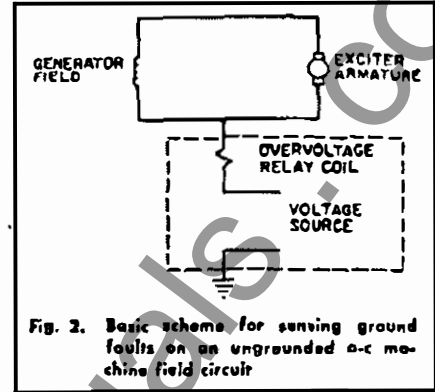 GENERATOR FIELD
EXCITER ARMATURE
OVERVOLTAGE RELAY COIL
VOLTAGE SOURCE
Fig. 2. Basic scheme for sensing ground
faults on an ungrounded a-c ma-
chine field circuit